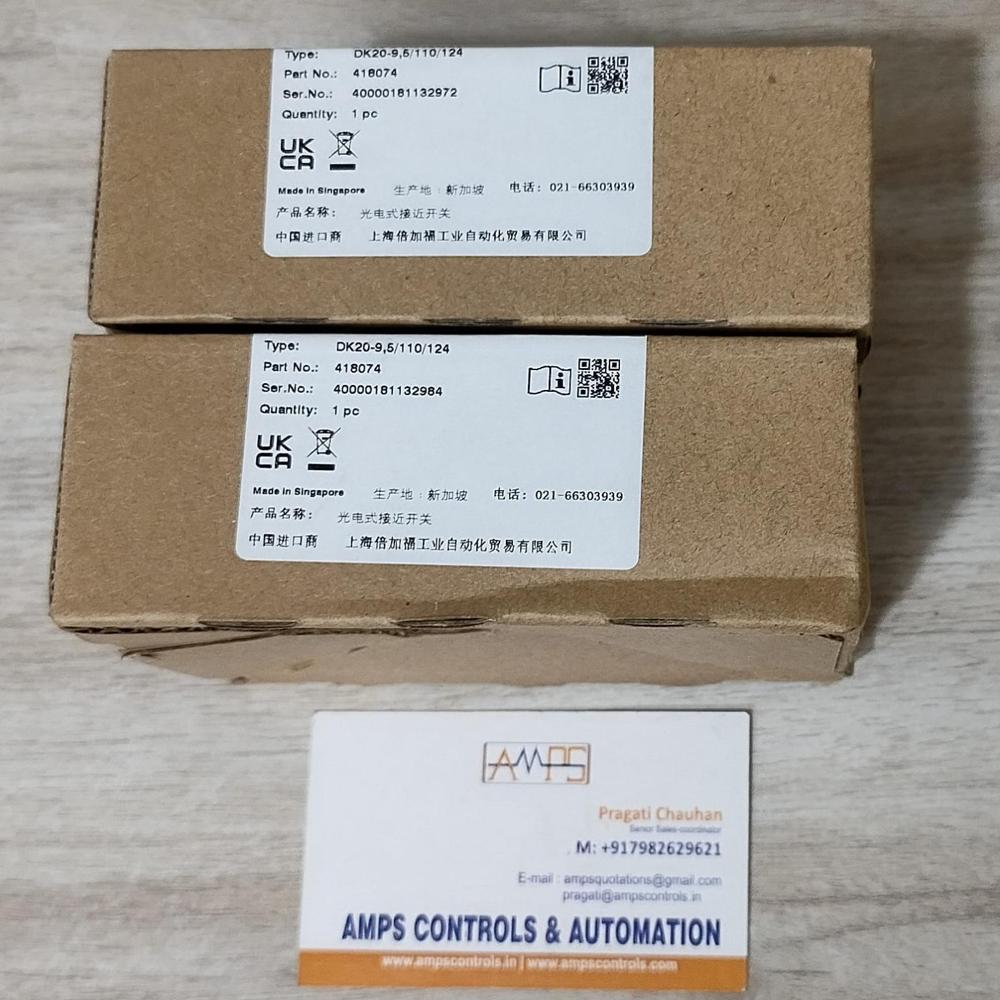 Type: DK20-9,5/110/124
Part No.: 418074
Ser.No.: 40000181132972
Quantity: 1 pc
UK
CA
Made in Singapore 生产地：新加坡 电话: 021-66303939
产品名称： 光电式接近开关
中国进口商 上海倍加福工业自动化贸易有限公司
Type: DK20-9,5/110/124
Part No.: 418074
Ser.No.: 40000181132984
Quantity: 1 pc
UK
CA
Made in Singapore 生产地：新加坡 电话: 021-66303939
产品名称： 光电式接近开关
中国进口商 上海倍加福工业自动化贸易有限公司
AMPS
Pragati Chauhan
Senior Sales-coordinator
M: +917982629621
E-mail : ampsquotations@gmail.com
pragati@ampscontrols.in
AMPS CONTROLS & AUTOMATION
www.ampscontrols.in | www.ampscontrols.com